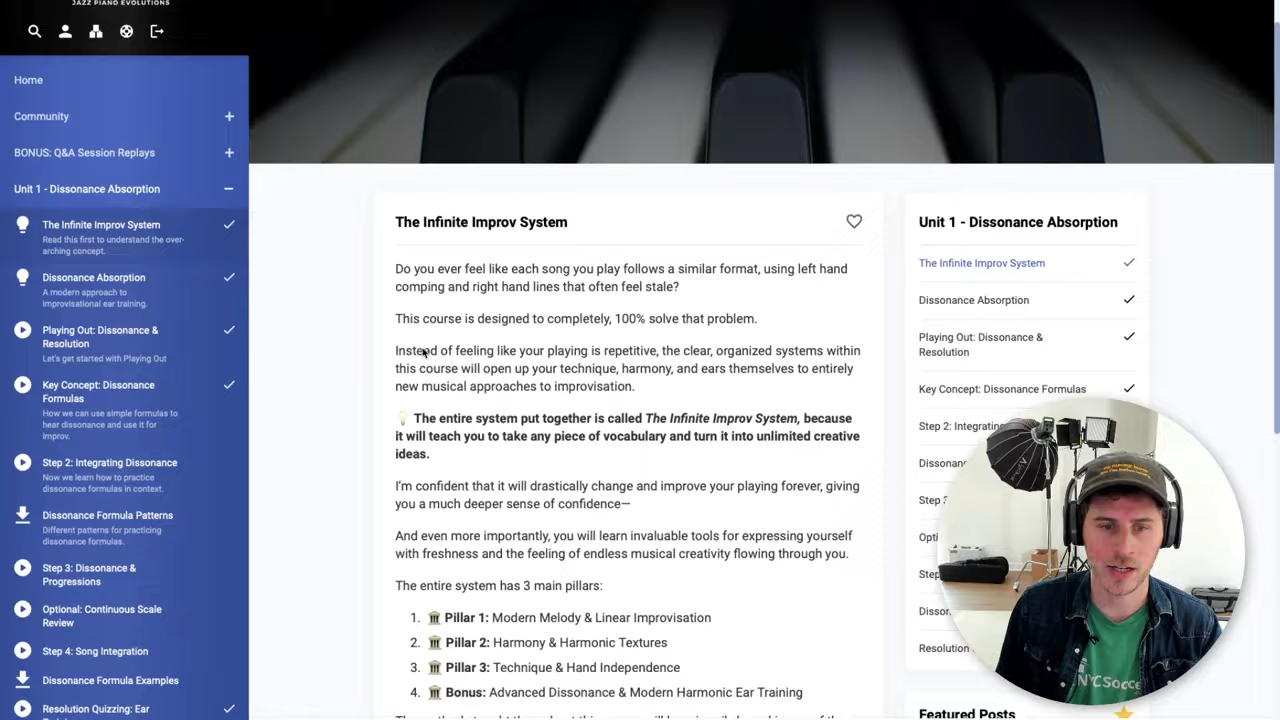 JAZZ PIANO EVOLUTIONS
Home
Community
BONUS: Q&A Session Replays
Unit 1 - Dissonance Absorption
The Infinite Improv System
Read this first to understand the over-
arching concept.
Dissonance Absorption
A modern approach to
improvisational ear training.
Playing Out: Dissonance &
Resolution
Let's get started with Playing Out
Key Concept: Dissonance
Formulas
How we can use simple formulas to
hear dissonance and use it for
improv.
Step 2: Integrating Dissonance
Now we learn how to practice
dissonance formulas in context.
Dissonance Formula Patterns
Different patterns for practicing
dissonance formulas.
Step 3: Dissonance &
Progressions
Optional: Continuous Scale
Review
Step 4: Song Integration
Dissonance Formula Examples
Resolution Quizzing: Ear
The Infinite Improv System
Do you ever feel like each song you play follows a similar format, using left hand
comping and right hand lines that often feel stale?
This course is designed to completely, 100% solve that problem.
Instead of feeling like your playing is repetitive, the clear, organized systems within
this course will open up your technique, harmony, and ears themselves to entirely
new musical approaches to improvisation.
💡 The entire system put together is called The Infinite Improv System, because
it will teach you to take any piece of vocabulary and turn it into unlimited creative
ideas.
I'm confident that it will drastically change and improve your playing forever, giving
you a much deeper sense of confidence—
And even more importantly, you will learn invaluable tools for expressing yourself
with freshness and the feeling of endless musical creativity flowing through you.
The entire system has 3 main pillars:
1. 🏛 Pillar 1: Modern Melody & Linear Improvisation
2. 🏛 Pillar 2: Harmony & Harmonic Textures
3. 🏛 Pillar 3: Technique & Hand Independence
4. 🏛 Bonus: Advanced Dissonance & Modern Harmonic Ear Training
Unit 1 - Dissonance Absorption
The Infinite Improv System
Dissonance Absorption
Playing Out: Dissonance &
Resolution
Key Concept: Dissonance Formulas
Step 2: Integrating
Resolution
Featured Posts
NYCSocc